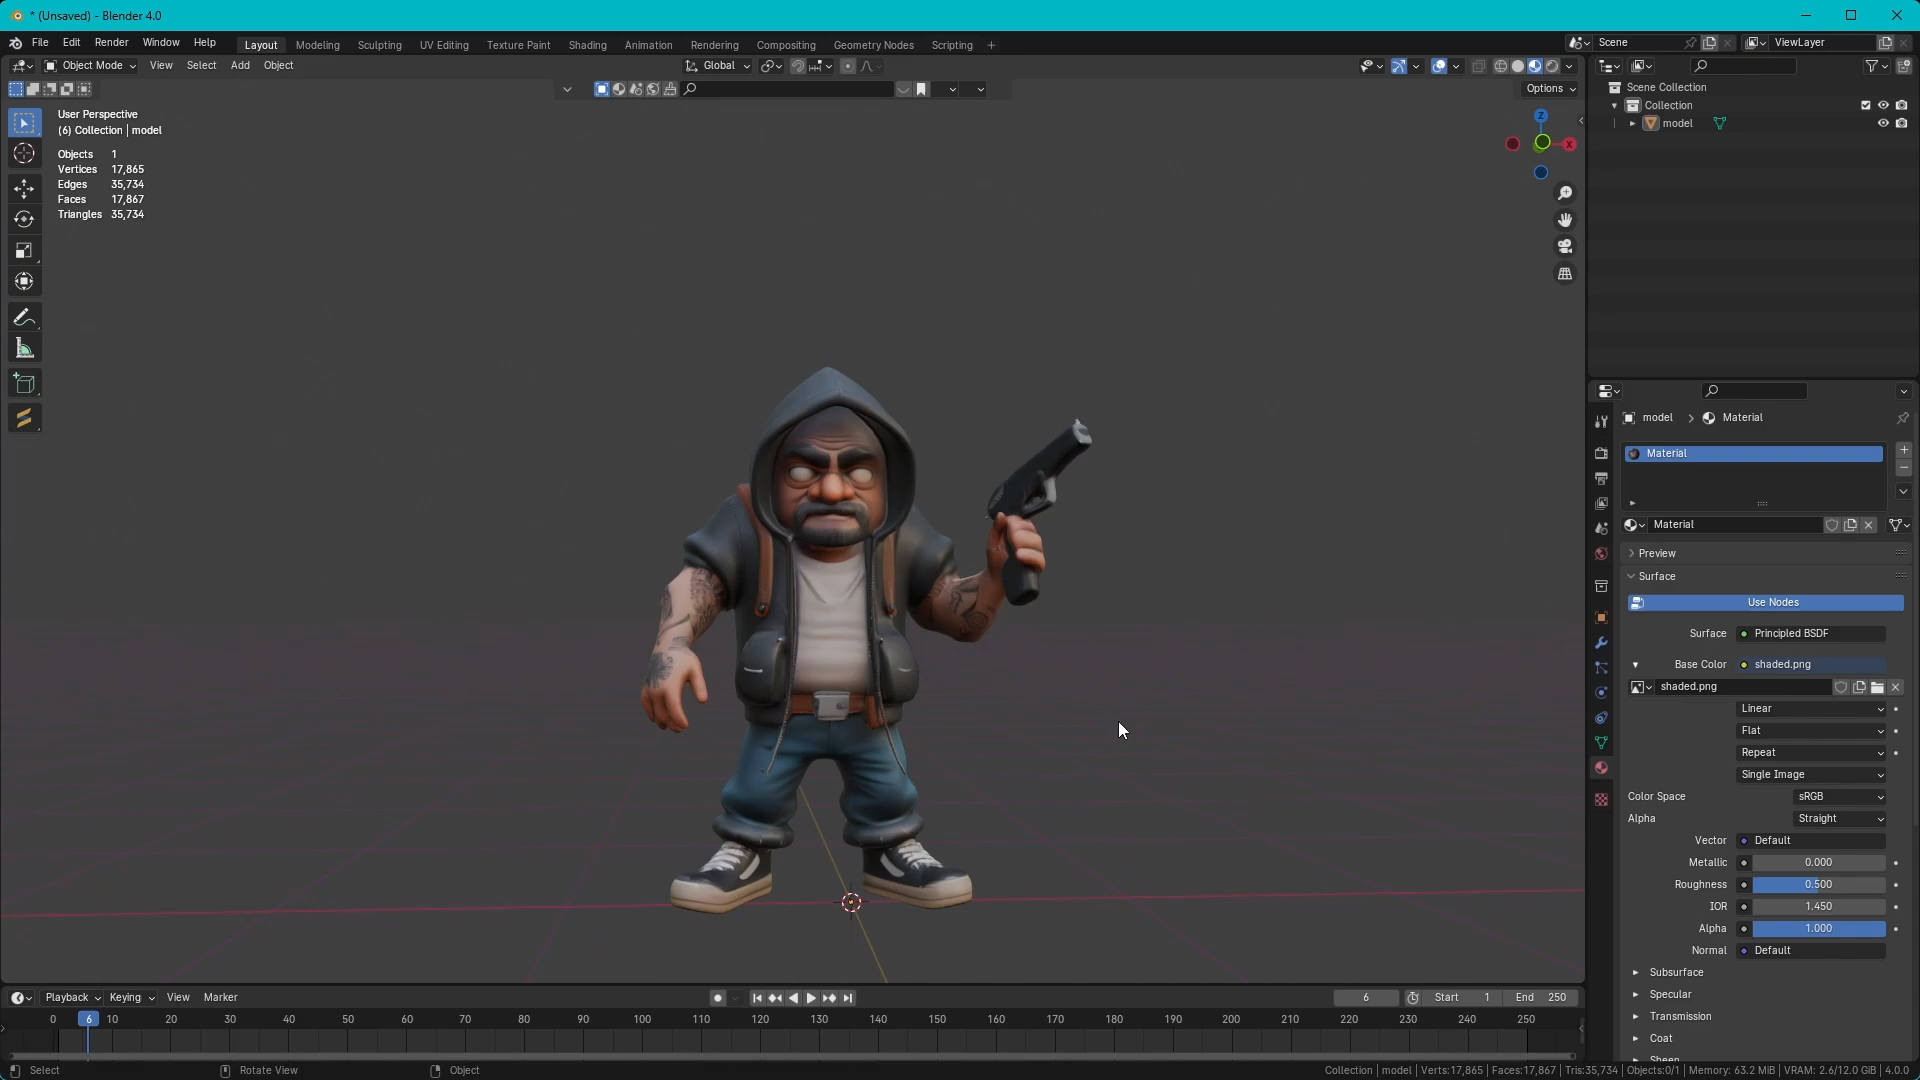 * (Unsaved) - Blender 4.0
File Edit Render Window Help Layout Modeling Sculpting UV Editing Texture Paint Shading Animation Rendering Compositing Geometry Nodes Scripting + Scene ViewLayer
Object Mode View Select Add Object Global
Options
User Perspective
(6) Collection | model
Objects 1
Vertices 17,865
Edges 35,734
Faces 17,867
Triangles 35,734
Z
X
Scene Collection
Collection
model
model > Material
Material
Material
Preview
Surface
Use Nodes
Surface Principled BSDF
Base Color shaded.png
shaded.png
Linear
Flat
Repeat
Single Image
Color Space sRGB
Alpha Straight
Vector Default
Metallic 0.000
Roughness 0.500
IOR 1.450
Alpha 1.000
Normal Default
Subsurface
Specular
Transmission
Coat
Sheen
Playback Keying View Marker 6 Start 1 End 250
0 6 10 20 30 40 50 60 70 80 90 100 110 120 130 140 150 160 170 180 190 200 210 220 230 240 250
Select Rotate View Object Collection | model | Verts:17,865 | Faces:17,867 | Tris:35,734 | Objects:0/1 | Memory: 63.2 MiB | VRAM: 2.6/12.0 GiB | 4.0.0